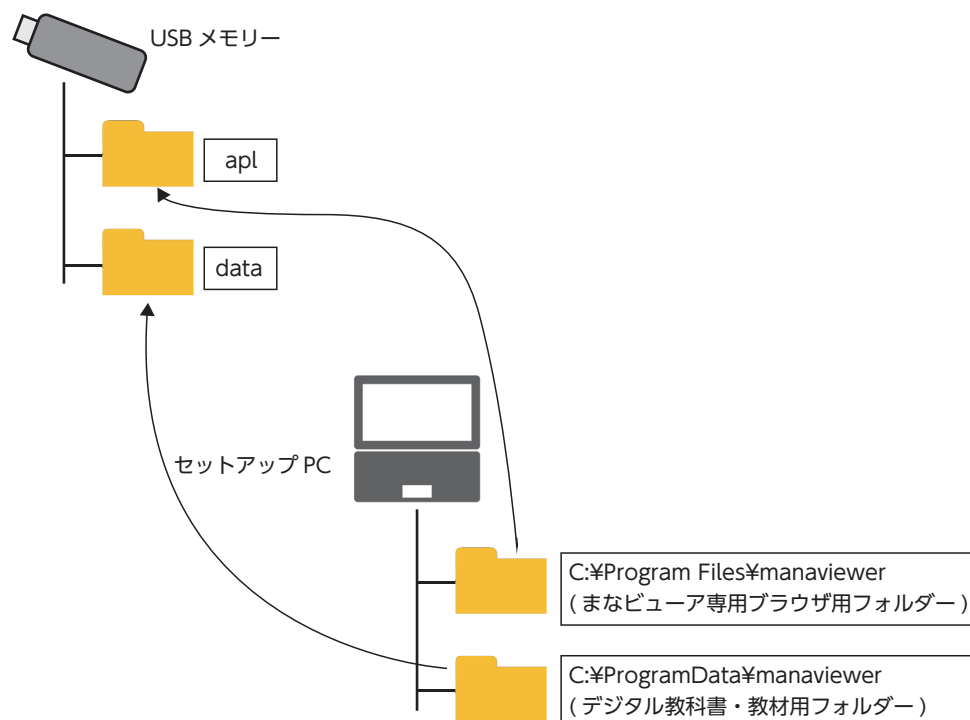 USB メモリー
apl
data
セットアップ PC
C:¥Program Files¥manaviewer
( まなビューア専用ブラウザ用フォルダー )
C:¥ProgramData¥manaviewer
( デジタル教科書・教材用フォルダー )